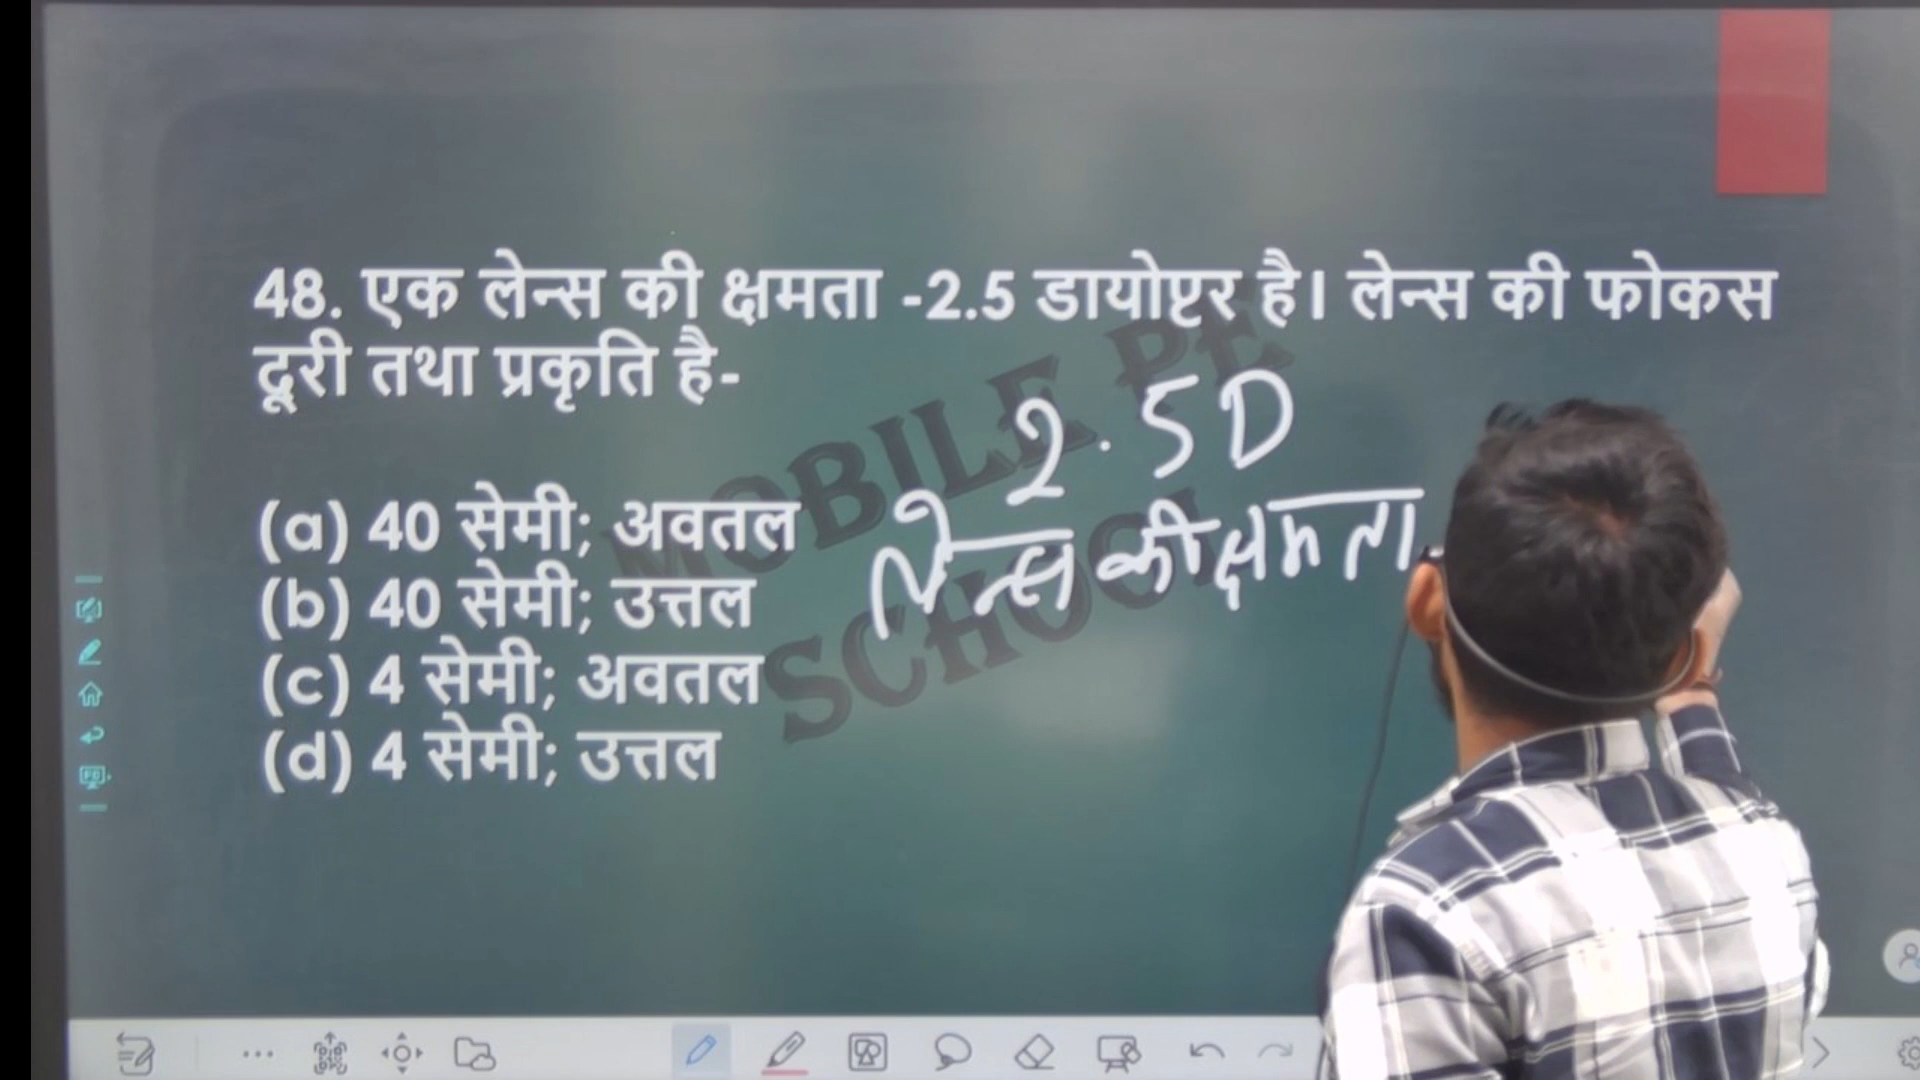 48. एक लेन्स की क्षमता -2.5 डायोप्टर है। लेन्स की फोकस
दूरी तथा प्रकृति है-
2.5D
लेन्स की क्षमता
(a) 40 सेमी; अवतल
(b) 40 सेमी; उत्तल
(c) 4 सेमी; अवतल
(d) 4 सेमी; उत्तल
MOBILE PE
SCHOOL